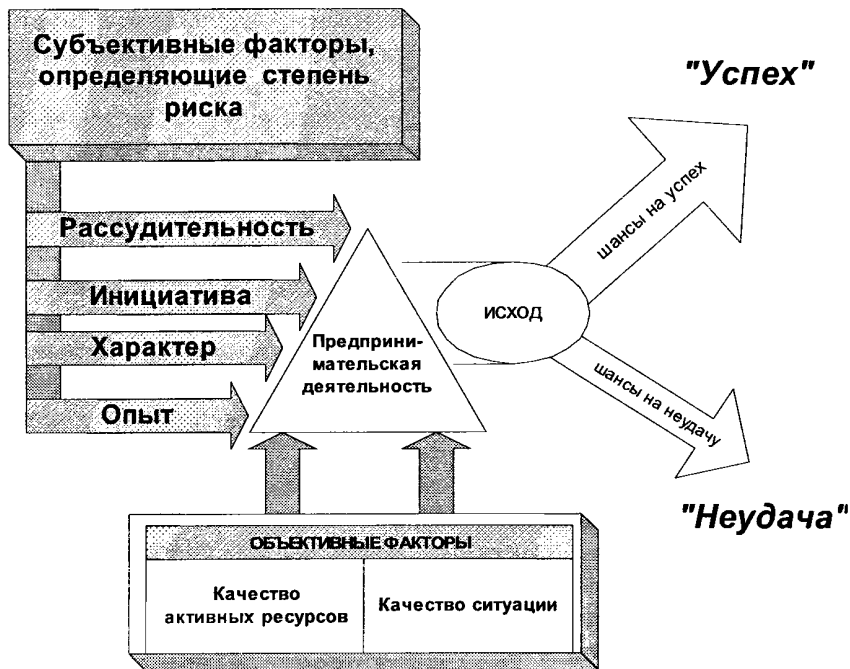 Субъективные факторы,
определяющие степень
риска
"Успех"
шансы на успех
Рассудительность
Инициатива
Характер
Опыт
Предприни-
мательская
деятельность
ИСХОД
шансы на неудачу
"Неудача"
ОБЪЕКТИВНЫЕ ФАКТОРЫ
Качество
активных ресурсов
Качество ситуации